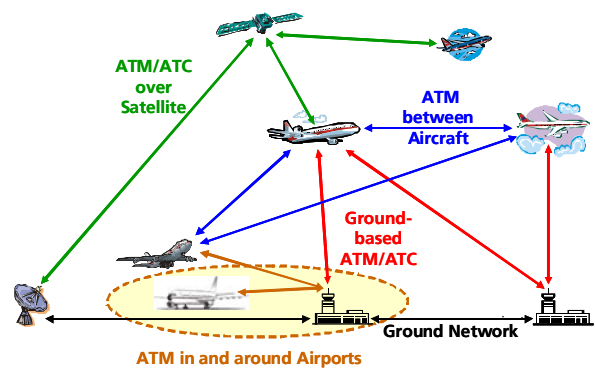 ATM/ATC
over
Satellite
ATM
between
Aircraft
Ground-
based
ATM/ATC
Ground Network
ATM in and around Airports